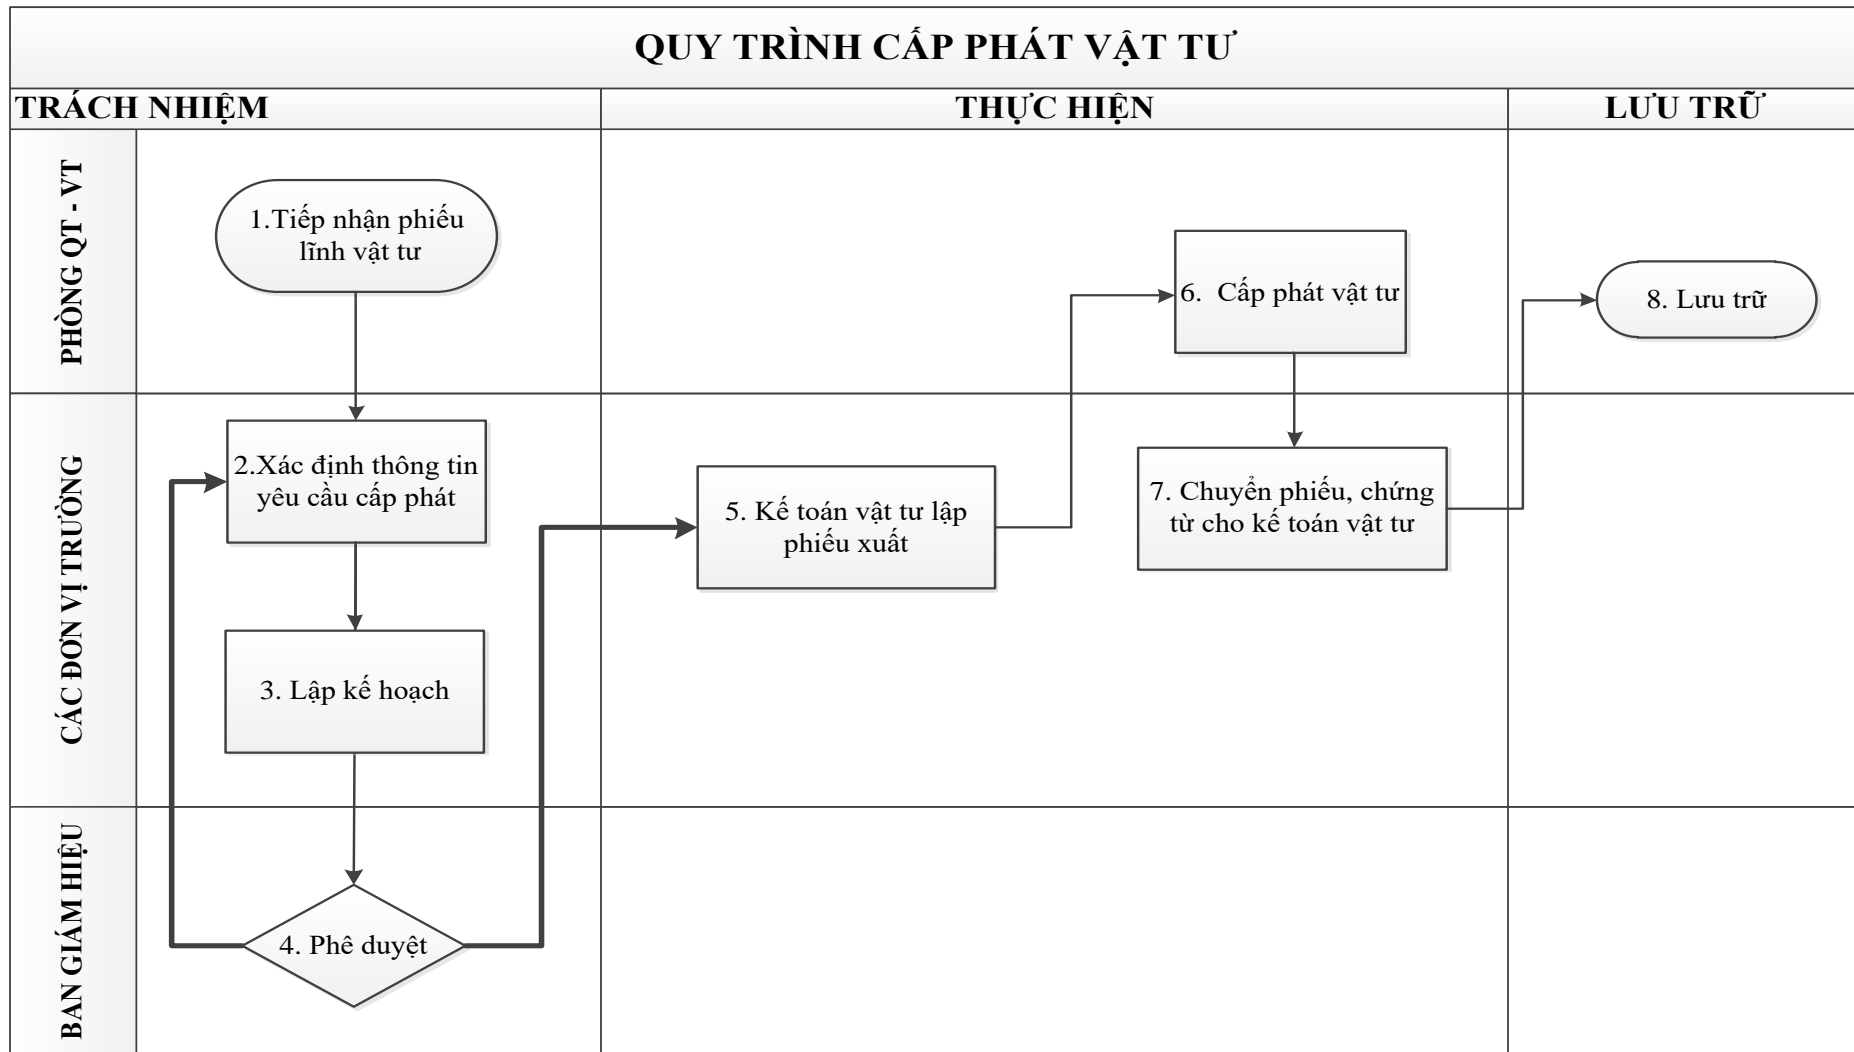 QUY TRÌNH CẤP PHÁT VẬT TƯ
TRÁCH NHIỆM
THỰC HIỆN
LƯU TRỮ
PHÒNG QT - VT
1.Tiếp nhận phiếu
lĩnh vật tư
6. Cấp phát vật tư
8. Lưu trữ
CÁC ĐƠN VỊ TRƯỜNG
2.Xác định thông tin
yêu cầu cấp phát
3. Lập kế hoạch
5. Kế toán vật tư lập
phiếu xuất
7. Chuyển phiếu, chứng
từ cho kế toán vật tư
BAN GIÁM HIỆU
4. Phê duyệt